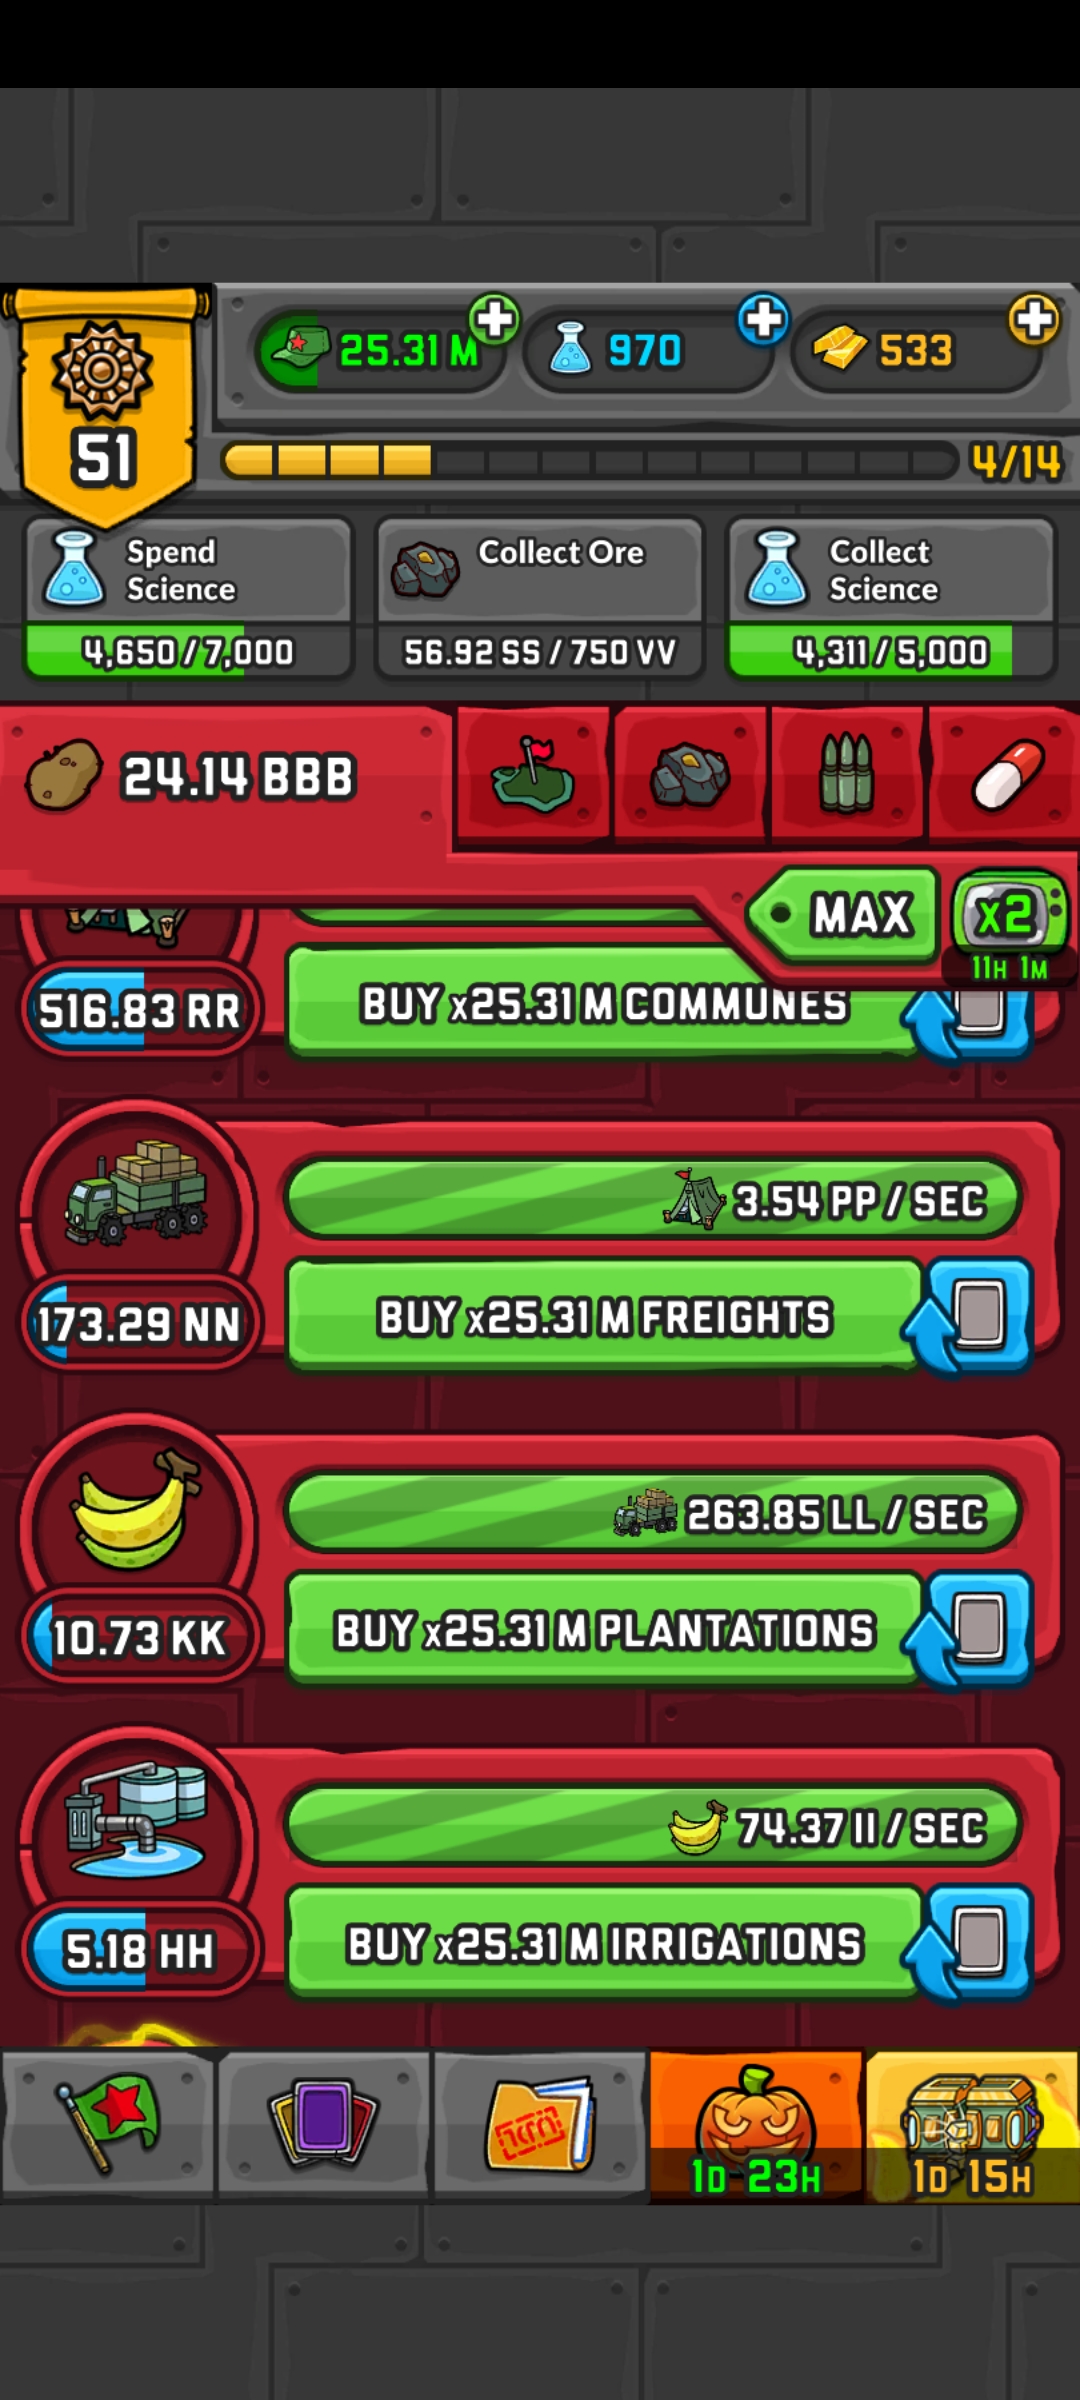 25.31 M
970
533
51
4/14
Spend
Science
4,650/7,000
Collect Ore
56.92 SS/750 VV
Collect
Science
4,311/5,000
24.14 BBB
MAX
x2
11H 1M
516.83 RR
BUY x25.31 M COMMUNES
3.54 PP/SEC
173.29 NN
BUY x25.31 M FREIGHTS
263.85 LL/SEC
10.73 KK
BUY x25.31 M PLANTATIONS
74.37 II/SEC
5.18 HH
BUY x25.31 M IRRIGATIONS
1D 23H
1D 15H